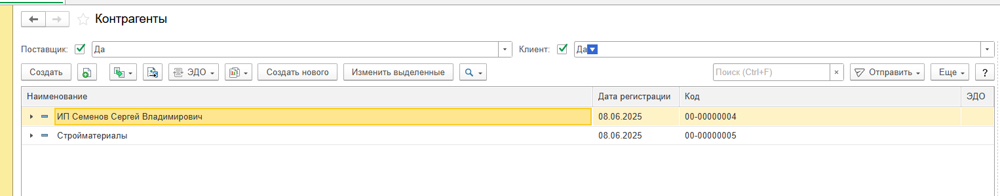 Контрагенты
Поставщик: Да Клиент: Да
Создать ЭДО Создать нового Изменить выделенные Поиск (Ctrl+F) × Отправить Еще ?
Наименование Дата регистрации Код ЭДО
ИП Семенов Сергей Владимирович 08.06.2025 00-00000004
Стройматериалы 08.06.2025 00-00000005